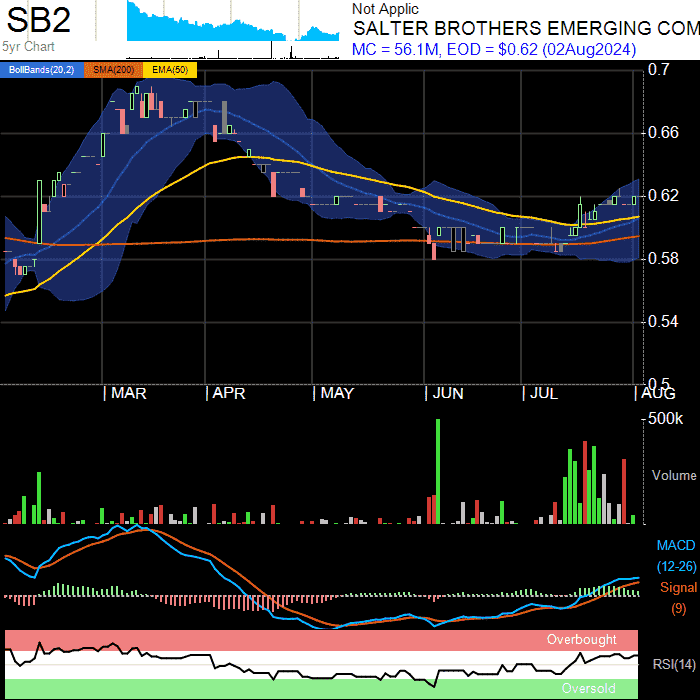 SB2
5yr Chart
Not Applic
SALTER BROTHERS EMERGING COM
MC = 56.1M, EOD = $0.62 (02Aug2024)
BollBands(20,2) SMA(200) EMA(50)
0.7
0.66
0.62
0.58
0.54
0.5
MAR APR MAY JUN JUL AUG
500k
Volume
MACD
(12-26)
Signal
(9)
Overbought
RSI(14)
Oversold